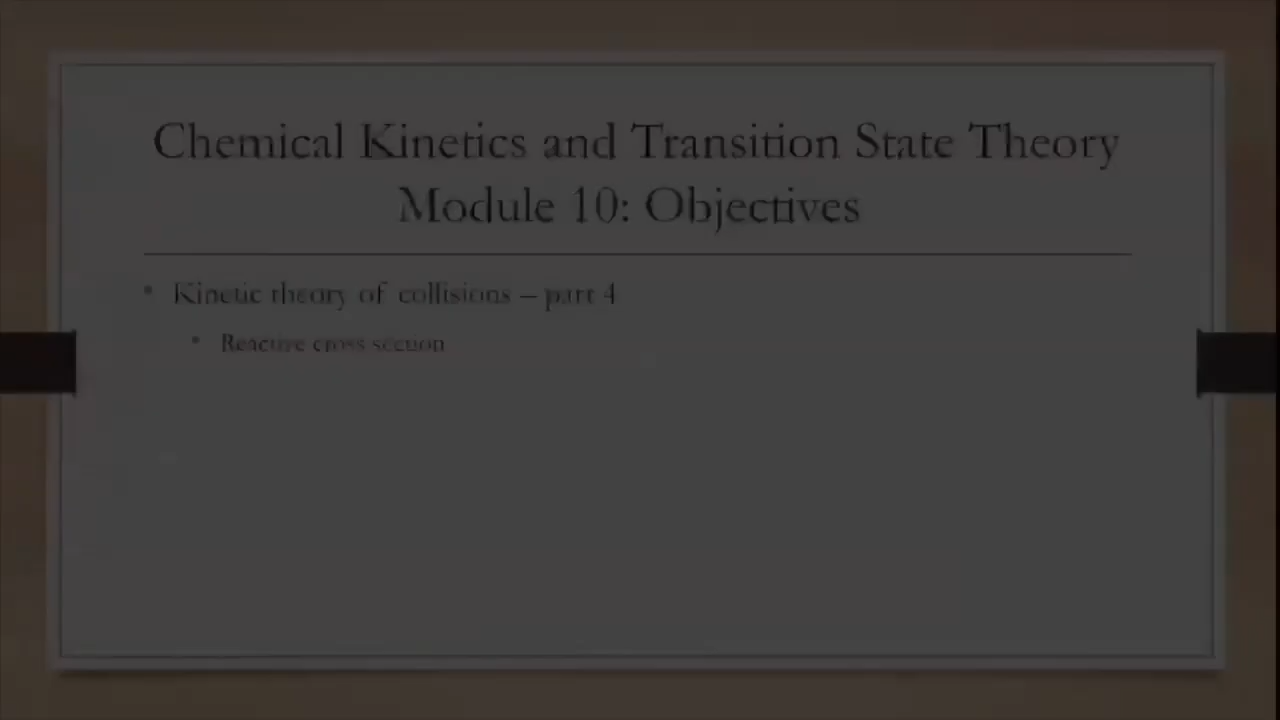 Chemical Kinetics and Transition State Theory
Module 10: Objectives
• Kinetic theory of collisions – part 4
• Reactive cross section